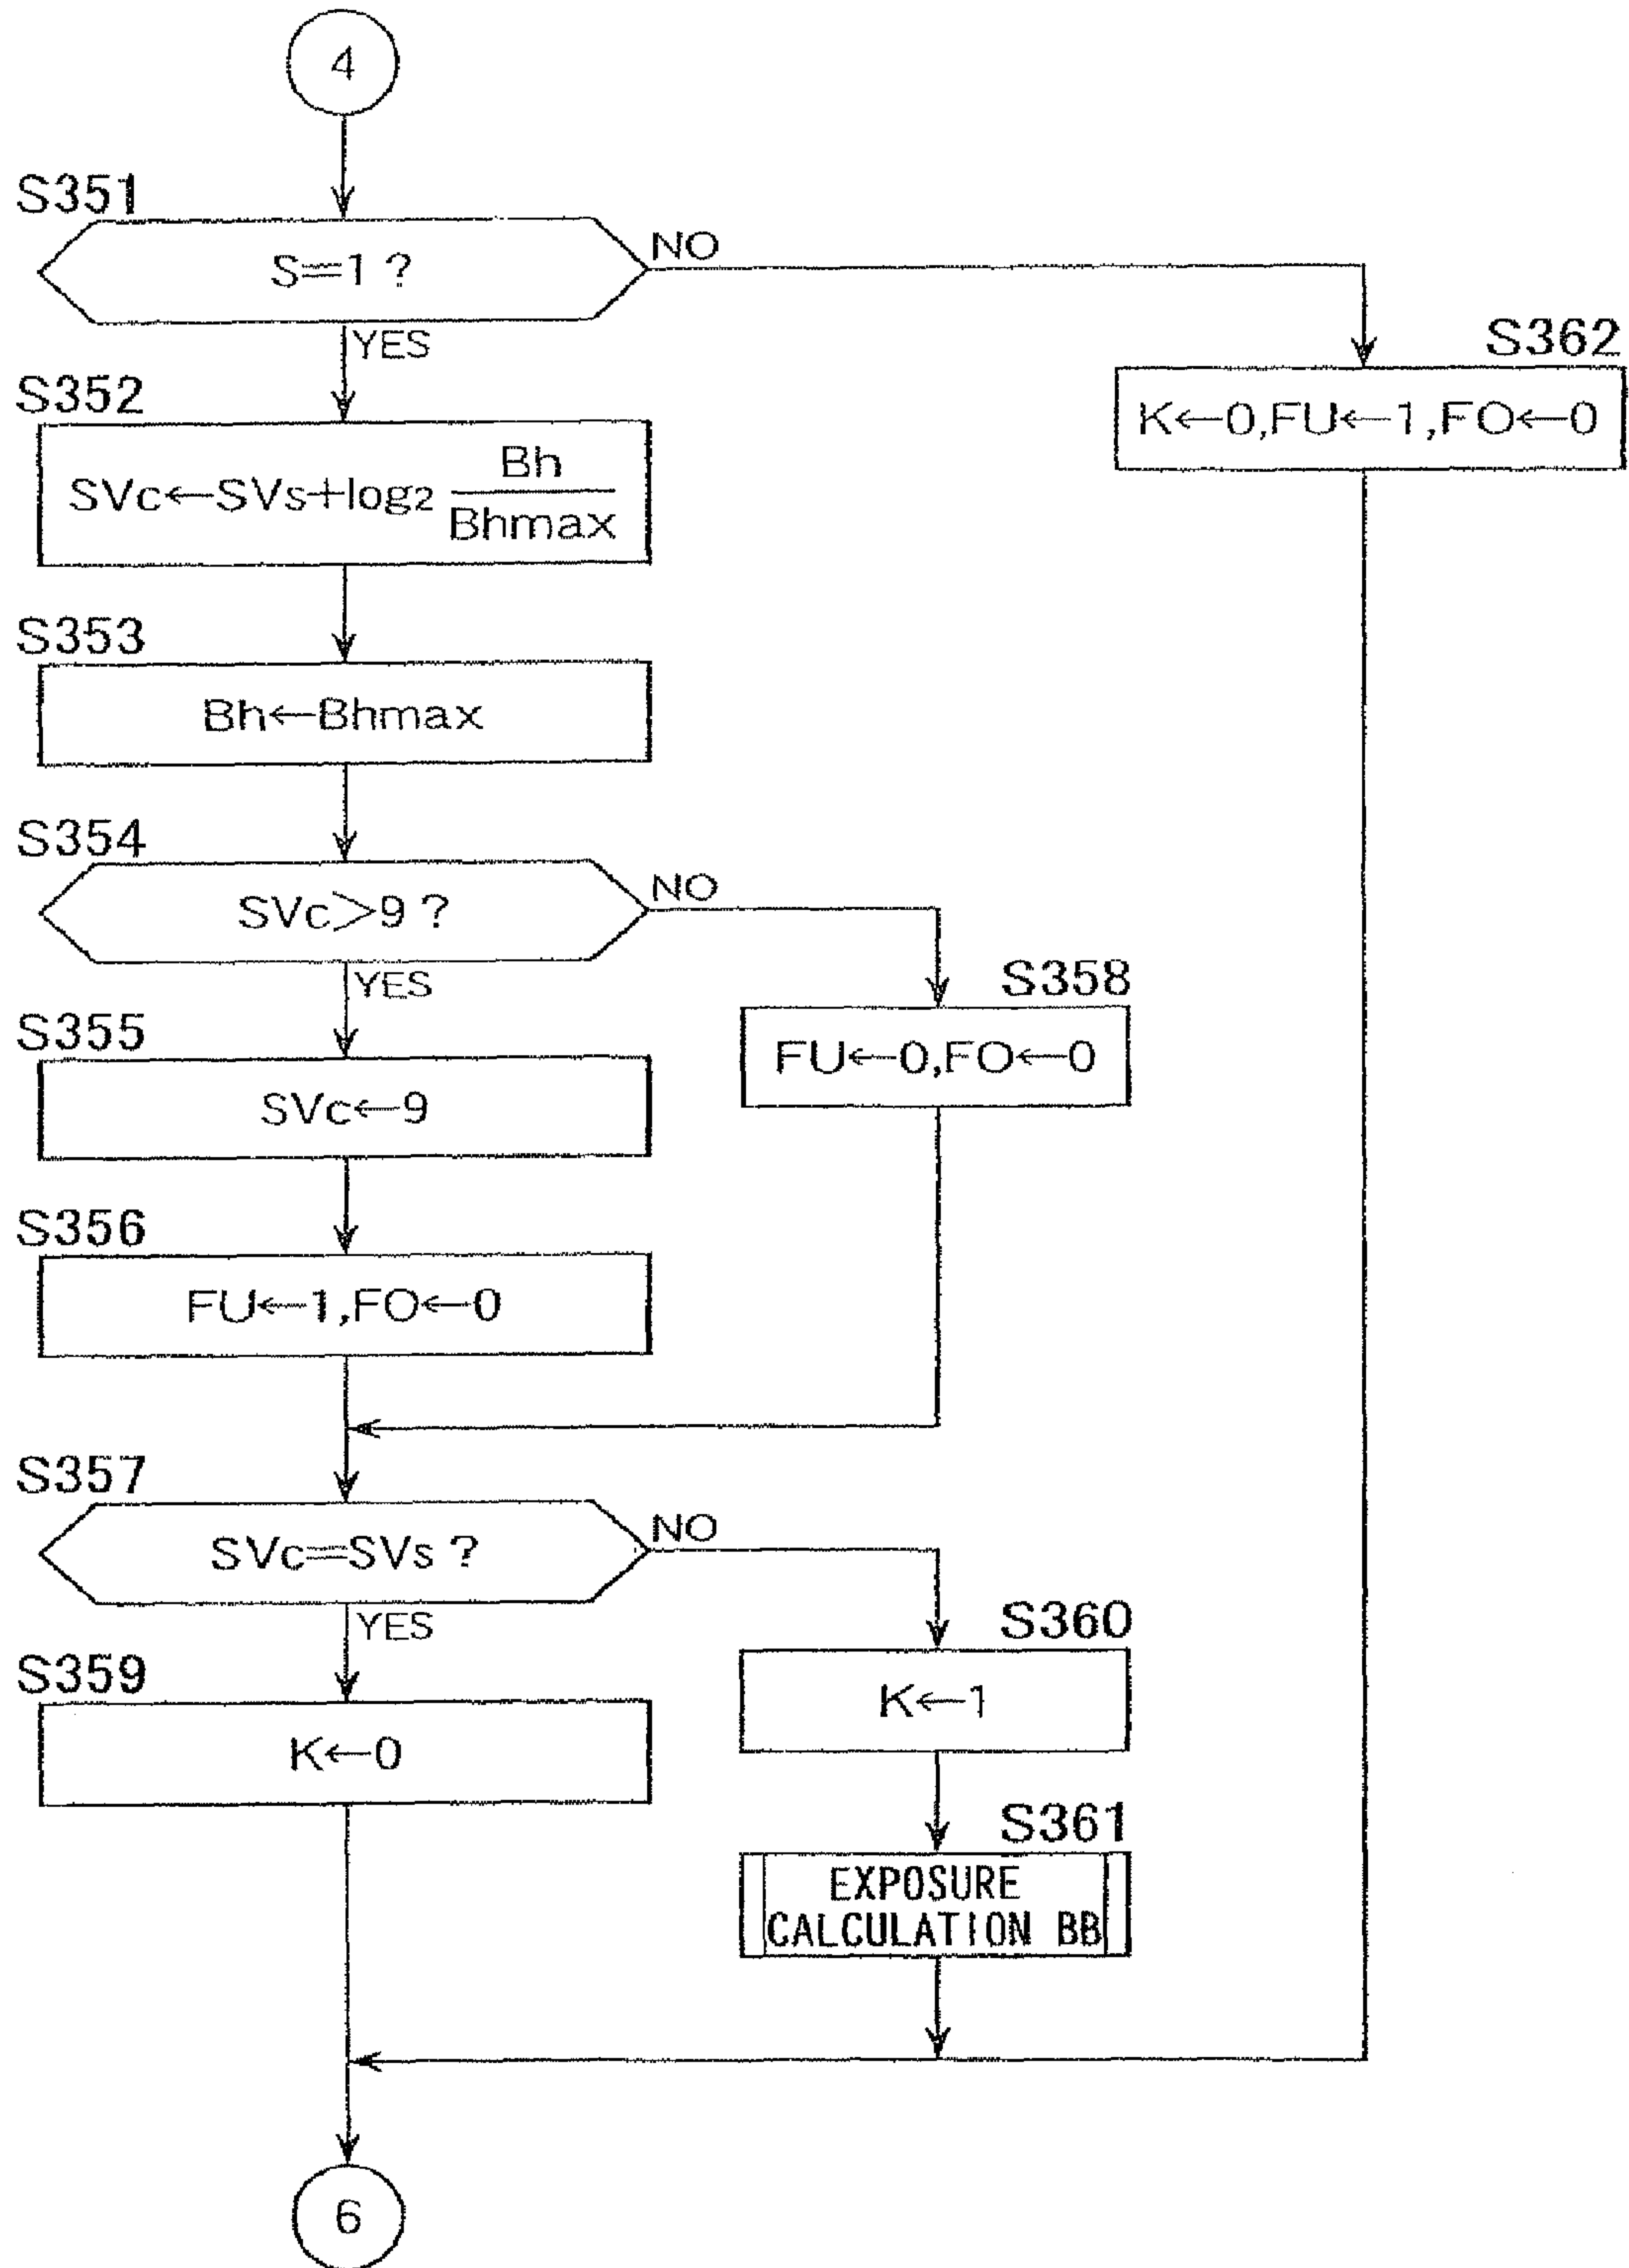 4
S351
S=1 ?
NO
YES
S362
K←0,FU←1,FO←0
S352
SVc←SVs+log₂ Bh/Bhmax
S353
Bh←Bhmax
S354
SVc>9 ?
NO
YES
S358
FU←0,FO←0
S355
SVc←9
S356
FU←1,FO←0
S357
SVc=SVs ?
NO
YES
S360
K←1
S359
K←0
S361
EXPOSURE
CALCULATION BB
6